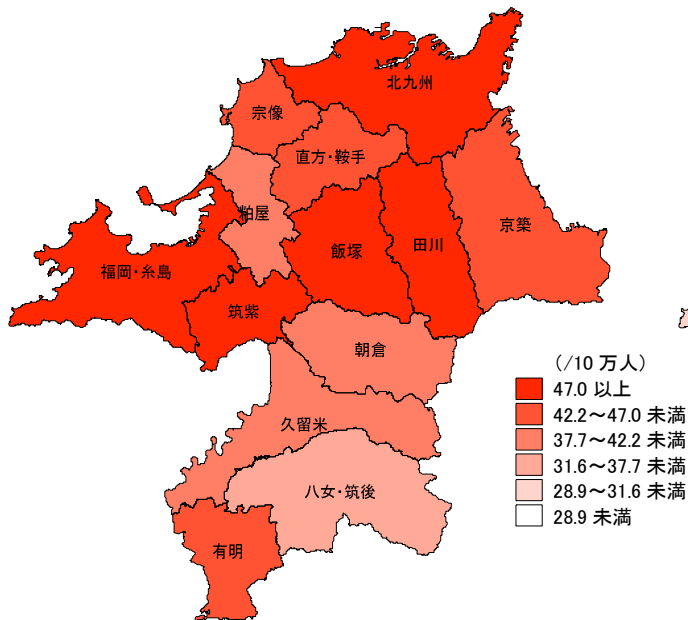 北九州
宗像
直方・鞍手
粕屋
京築
田川
飯塚
福岡・糸島
筑紫
朝倉
(/10 万人)
47.0 以上
42.2～47.0 未満
久留米
37.7～42.2 未満
31.6～37.7 未満
八女・筑後
28.9～31.6 未満
28.9 未満
有明